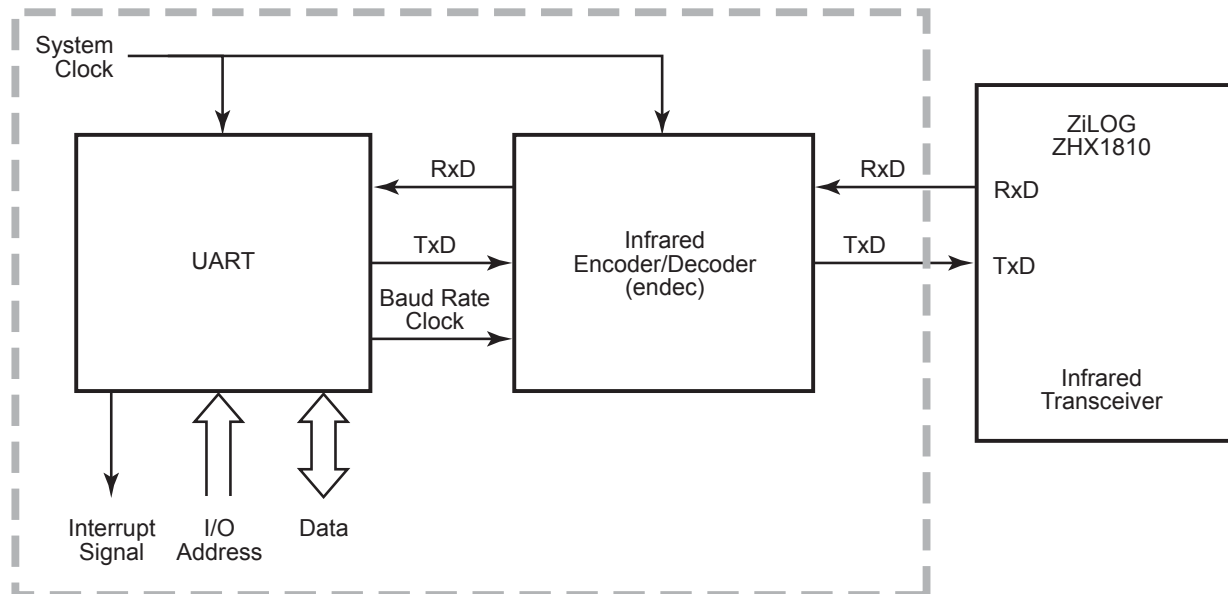 System
Clock
ZiLOG
ZHX1810
RxD
RxD
RxD
UART
TxD
Infrared
Encoder/Decoder
(endec)
TxD
TxD
Baud Rate
Clock
Infrared
Transceiver
Interrupt
Signal
I/O
Address
Data